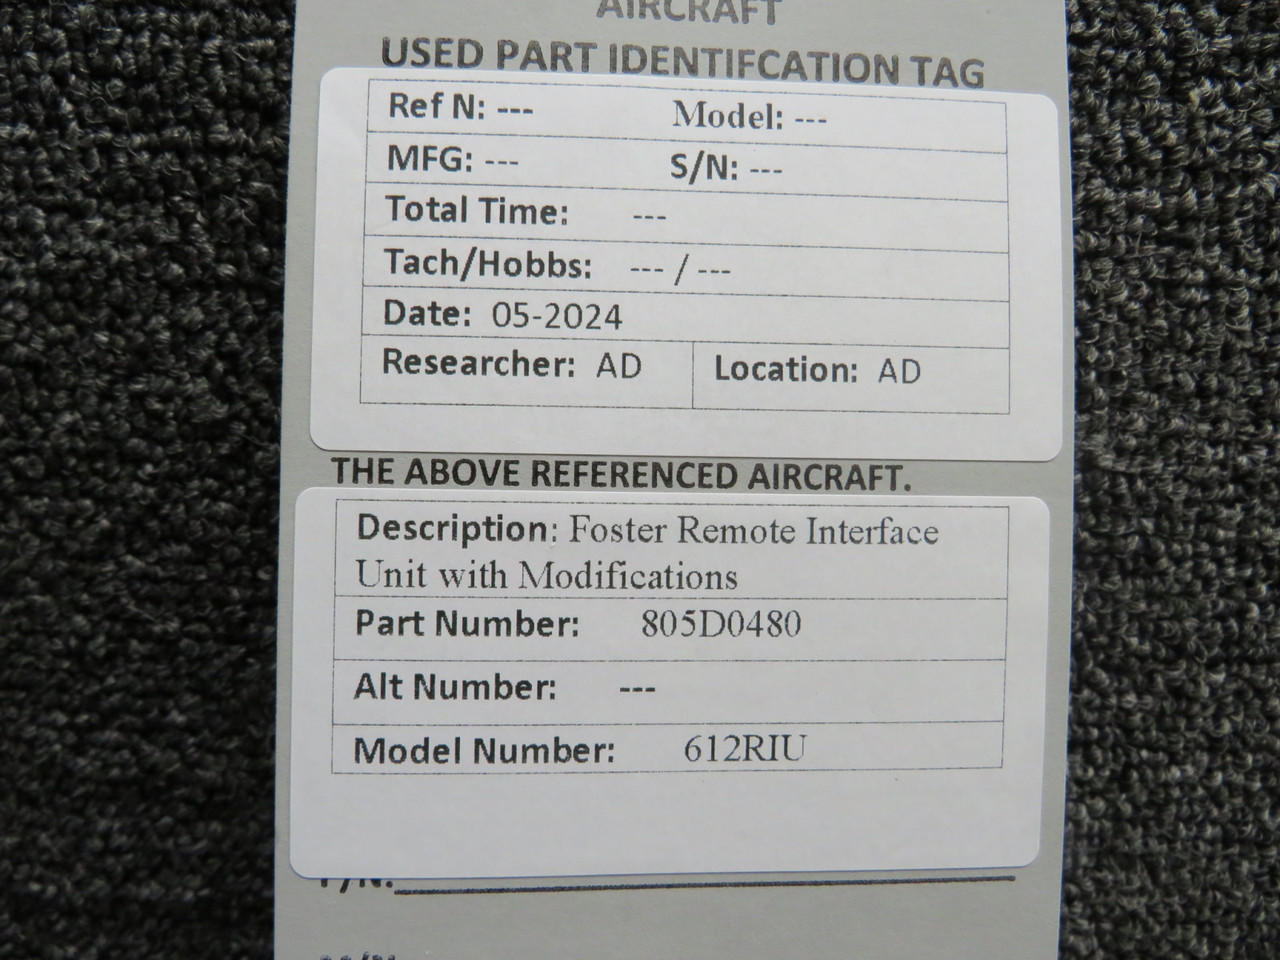 AIRCRAFT
USED PART IDENTIFCATION TAG
Ref N: --- Model: ---
MFG: --- S/N: ---
Total Time: ---
Tach/Hobbs: --- / ---
Date: 05-2024
Researcher: AD Location: AD
THE ABOVE REFERENCED AIRCRAFT.
Description: Foster Remote Interface
Unit with Modifications
Part Number: 805D0480
Alt Number: ---
Model Number: 612RIU
P/N: